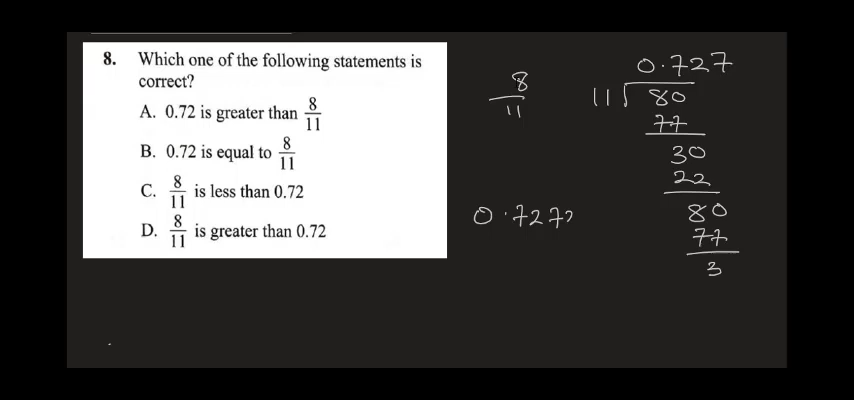 8. Which one of the following statements is
correct?
A. 0.72 is greater than 8/11
B. 0.72 is equal to 8/11
C. 8/11 is less than 0.72
D. 8/11 is greater than 0.72
8
11
0.7272
0.727
11 80
77
30
22
80
77
3